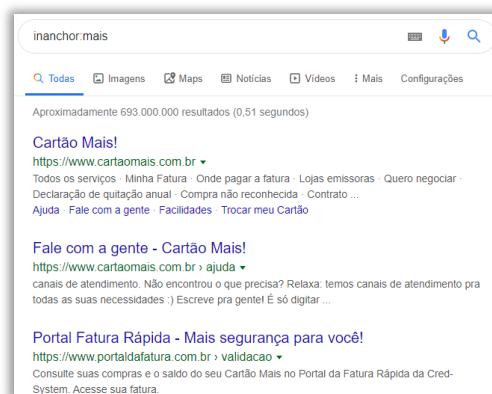 inanchor:mais
Todas Imagens Maps Notícias Vídeos Mais Configurações
Aproximadamente 693.000.000 resultados (0,51 segundos)
Cartão Mais!
https://www.cartaomais.com.br
Todos os serviços · Minha Fatura · Onde pagar a fatura · Lojas emissoras · Quero negociar ·
Declaração de quitação anual · Compra não reconhecida · Contrato ...
Ajuda · Fale com a gente · Facilidades · Trocar meu Cartão
Fale com a gente - Cartão Mais!
https://www.cartaomais.com.br › ajuda
canais de atendimento. Não encontrou o que precisa? Relaxa: temos canais de atendimento pra
todas as suas necessidades :) Escreve pra gente! É só digitar ...
Portal Fatura Rápida - Mais segurança para você!
https://www.portaldafatura.com.br › validacao
Consulte suas compras e o saldo do seu Cartão Mais no Portal da Fatura Rápida da Cred-
System. Acesse sua fatura.